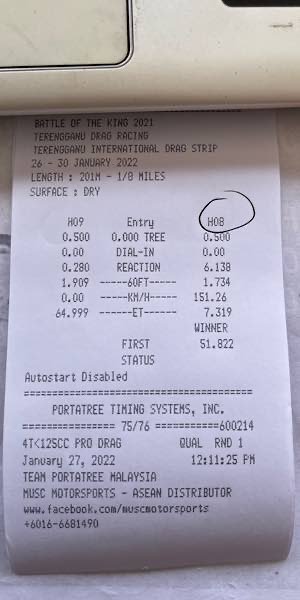 BATTLE OF THE KING 2021
TERENGGANU DRAG RACING
TERENGGANU INTERNATIONAL DRAG STRIP
26 - 30 JANUARY 2022
LENGTH : 201M - 1/8 MILES
SURFACE : DRY
H09 Entry H08
0.500 0.000 TREE 0.500
0.00 DIAL-IN 0.00
0.280 REACTION 6.138
1.909 -----60FT----- 1.734
0.00 -----KM/H----- 151.26
64.999 ------ET----- 7.319
WINNER
FIRST 51.822
STATUS
Autostart Disabled
========================================
PORTATREE TIMING SYSTEMS, INC.
================ 75/76 ===========600214
4T<125CC PRO DRAG QUAL RND 1
January 27, 2022 12:11:25 PM
TEAM PORTATREE MALAYSIA
MUSC MOTORSPORTS - ASEAN DISTRIBUTOR
www.facebook.com/muscmotorsports
+6016-6681490